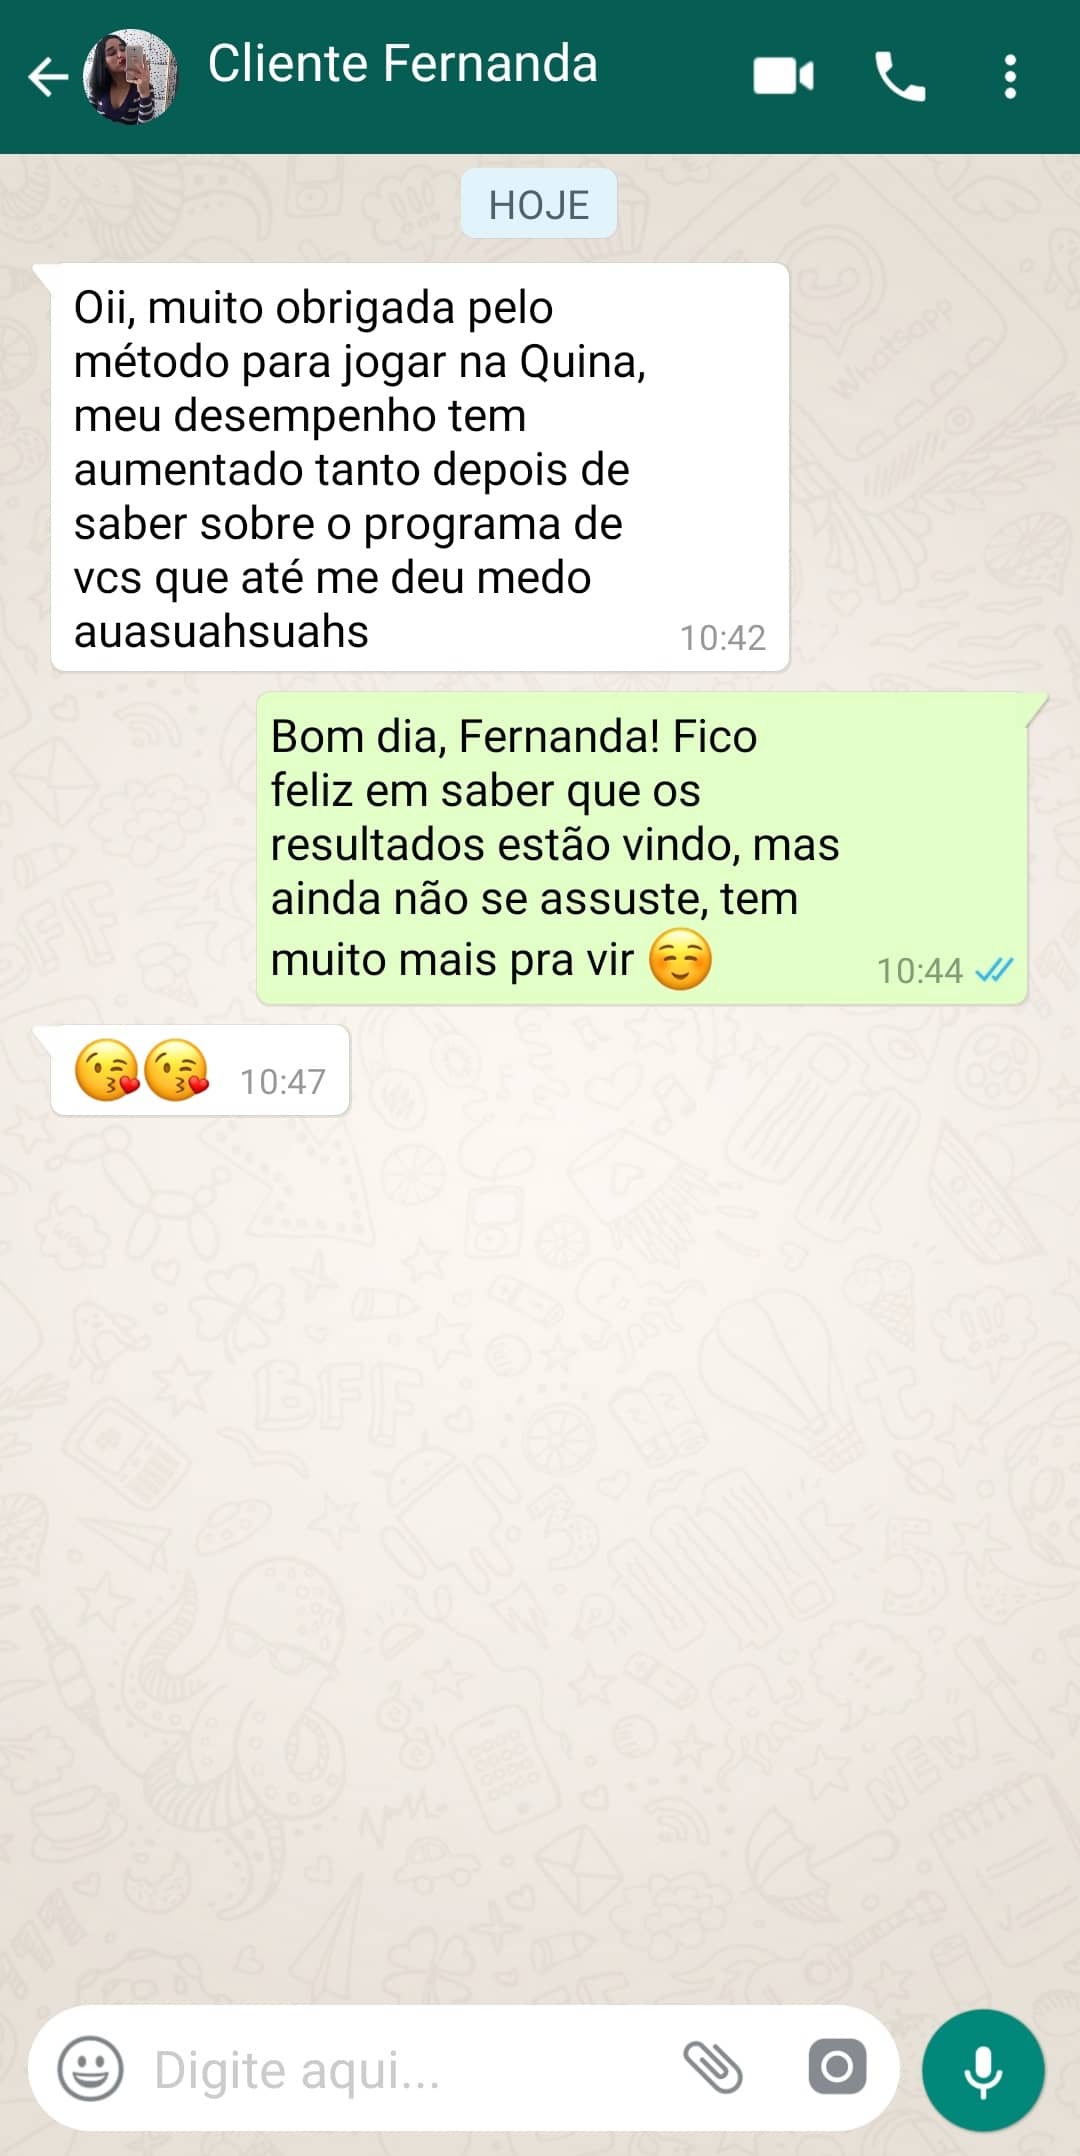 Cliente Fernanda
HOJE
Oii, muito obrigada pelo
método para jogar na Quina,
meu desempenho tem
aumentado tanto depois de
saber sobre o programa de
vcs que até me deu medo
auasuahsuahs
10:42
Bom dia, Fernanda! Fico
feliz em saber que os
resultados estão vindo, mas
ainda não se assuste, tem
muito mais pra vir 😊
10:44
😘😘 10:47
Digite aqui...